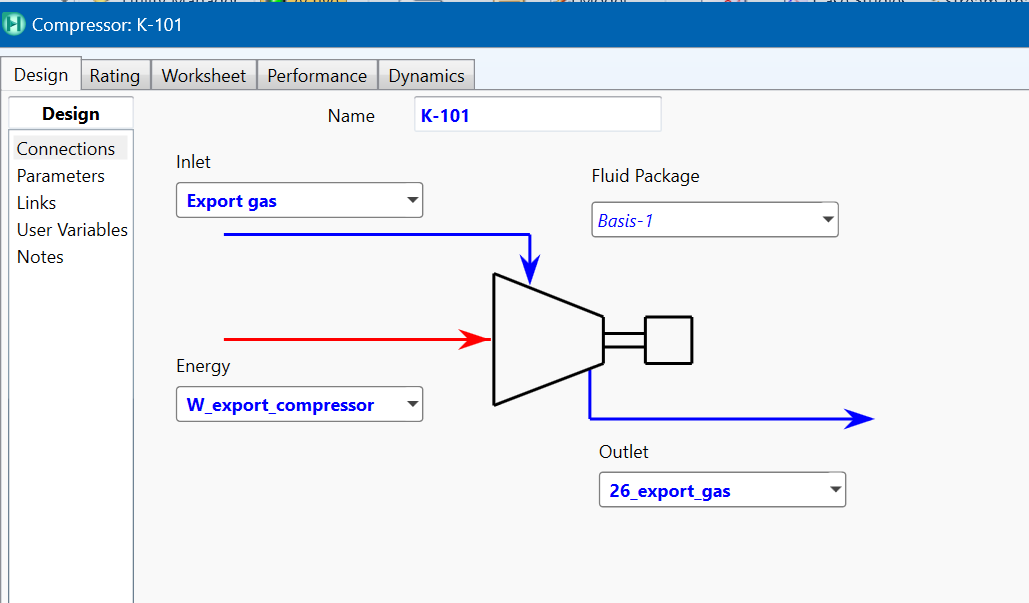 Compressor: K-101
Design Rating Worksheet Performance Dynamics
Design
Connections
Parameters
Links
User Variables
Notes
Name K-101
Inlet
Export gas
Fluid Package
Basis-1
Energy
W_export_compressor
Outlet
26_export_gas